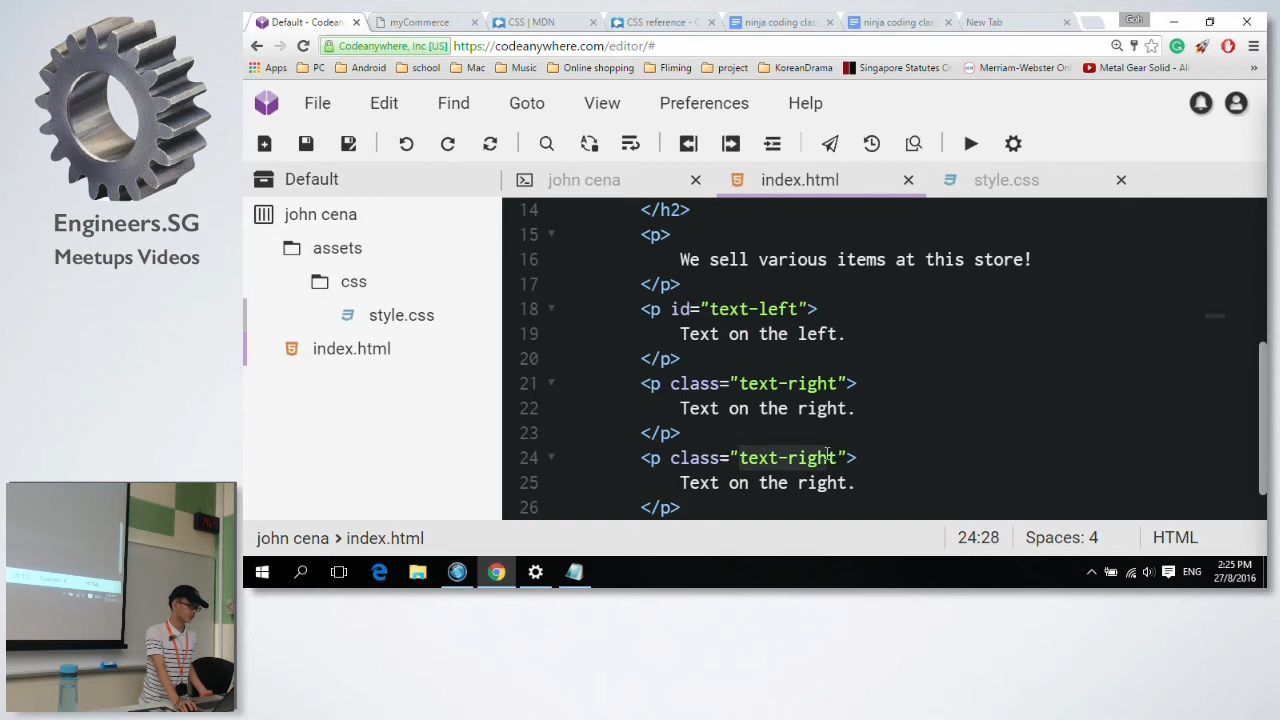 Engineers.SG
Meetups Videos
Default - Codean
myCommerce
CSS | MDN
CSS reference - C
ninja coding clas
ninja coding clas
New Tab
Goh
Codeanywhere, Inc [US]
https://codeanywhere.com/editor/#
Apps
PC
Android
school
Mac
Music
Online shopping
Filming
project
KoreanDrama
Singapore Statutes O
Merriam-Webster On
Metal Gear Solid - Al
»
File
Edit
Find
Goto
View
Preferences
Help
Default
john cena
index.html
style.css
john cena
assets
css
style.css
index.html
14 </h2>
15 <p>
16 We sell various items at this store!
17 </p>
18 <p id="text-left">
19 Text on the left.
20 </p>
21 <p class="text-right">
22 Text on the right.
23 </p>
24 <p class="text-right">
25 Text on the right.
26 </p>
john cena > index.html
24:28
Spaces: 4
HTML
ENG
2:25 PM
27/8/2016